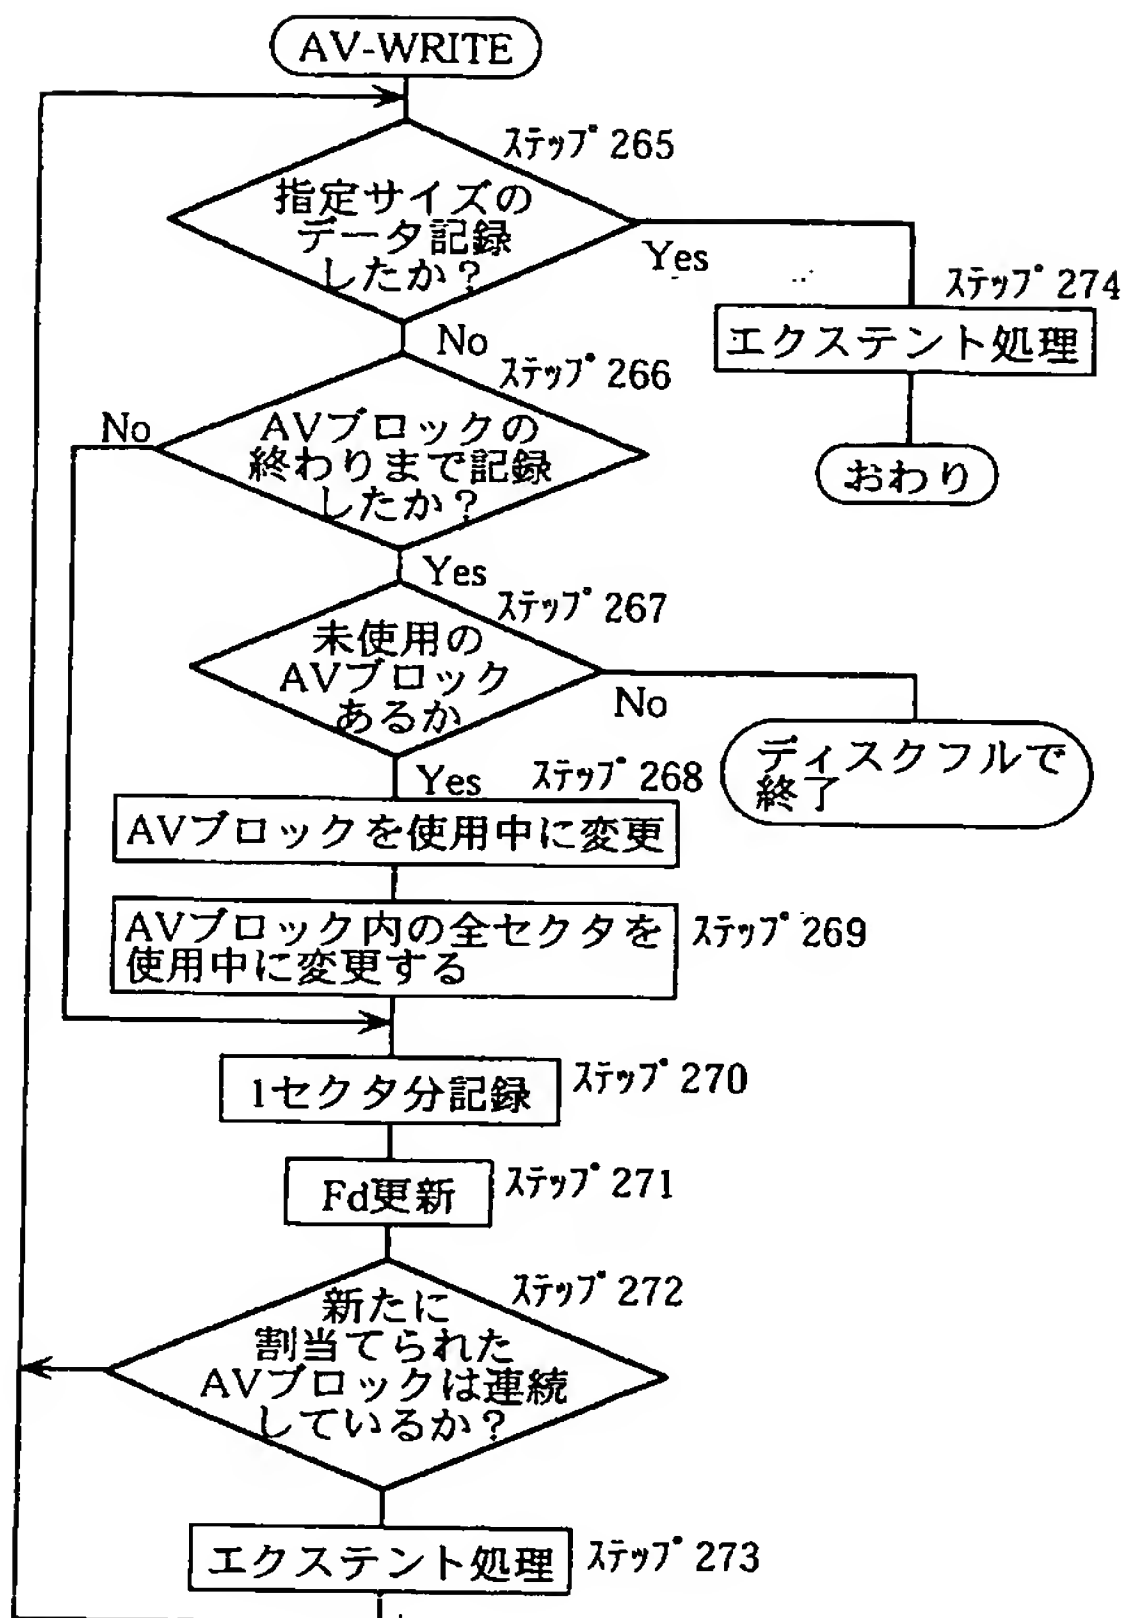 AV-WRITE
ｽﾃｯﾌﾟ 265
指定サイズの
データ記録
したか？
Yes
ｽﾃｯﾌﾟ 274
エクステント処理
No
おわり
ｽﾃｯﾌﾟ 266
No
AVブロックの
終わりまで記録
したか？
Yes
ｽﾃｯﾌﾟ 267
未使用の
AVブロック
あるか
No
ディスクフルで
終了
Yes
ｽﾃｯﾌﾟ 268
AVブロックを使用中に変更
AVブロック内の全セクタを
使用中に変更する
ｽﾃｯﾌﾟ 269
1セクタ分記録
ｽﾃｯﾌﾟ 270
Fd更新
ｽﾃｯﾌﾟ 271
ｽﾃｯﾌﾟ 272
新たに
割当てられた
AVブロックは連続
しているか？
エクステント処理
ｽﾃｯﾌﾟ 273